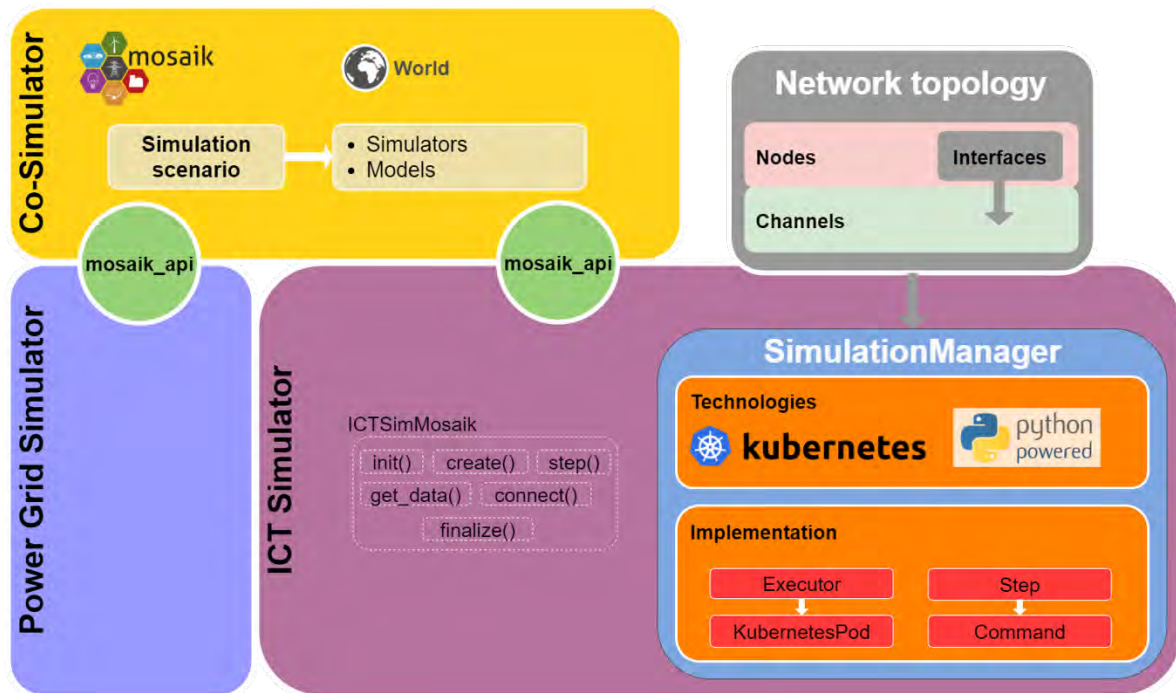 Co-Simulator
mosaik
World
Simulation
scenario
• Simulators
• Models
mosaik_api
mosaik_api
Network topology
Nodes
Interfaces
Channels
Power Grid Simulator
ICT Simulator
ICTSimMosaik
init()
create()
step()
get_data()
connect()
finalize()
SimulationManager
Technologies
kubernetes
python
powered
Implementation
Executor
Step
KubernetesPod
Command